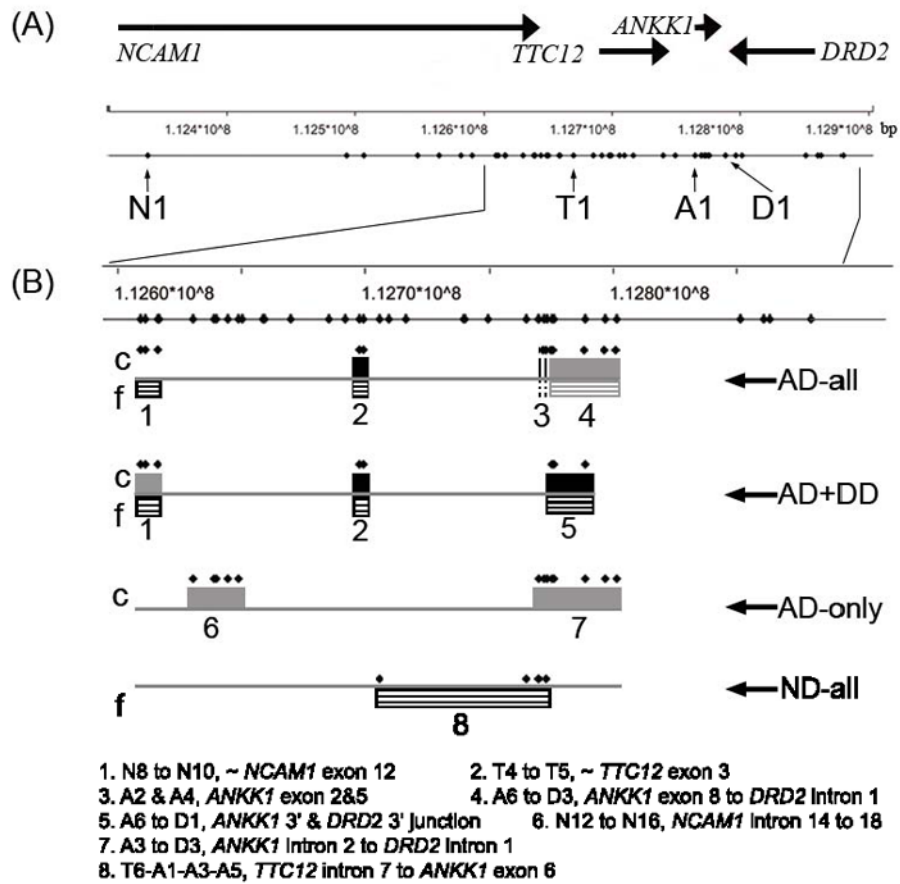 (A)
NCAM1 TTC12 ANKK1 DRD2
1.124*10^8 1.125*10^8 1.126*10^8 1.127*10^8 1.128*10^8 1.129*10^8 bp
N1 T1 A1 D1
(B)
1.1260*10^8 1.1270*10^8 1.1280*10^8
c
f
1 2 3 4
AD-all
c
f
1 2 5
AD+DD
c
6 7
AD-only
f
8
ND-all
1. N8 to N10, ~ NCAM1 exon 12 2. T4 to T5, ~ TTC12 exon 3
3. A2 & A4, ANKK1 exon 2&5 4. A6 to D3, ANKK1 exon 8 to DRD2 Intron 1
5. A6 to D1, ANKK1 3' & DRD2 3' junction 6. N12 to N16, NCAM1 Intron 14 to 18
7. A3 to D3, ANKK1 Intron 2 to DRD2 Intron 1
8. T6-A1-A3-A5, TTC12 intron 7 to ANKK1 exon 6